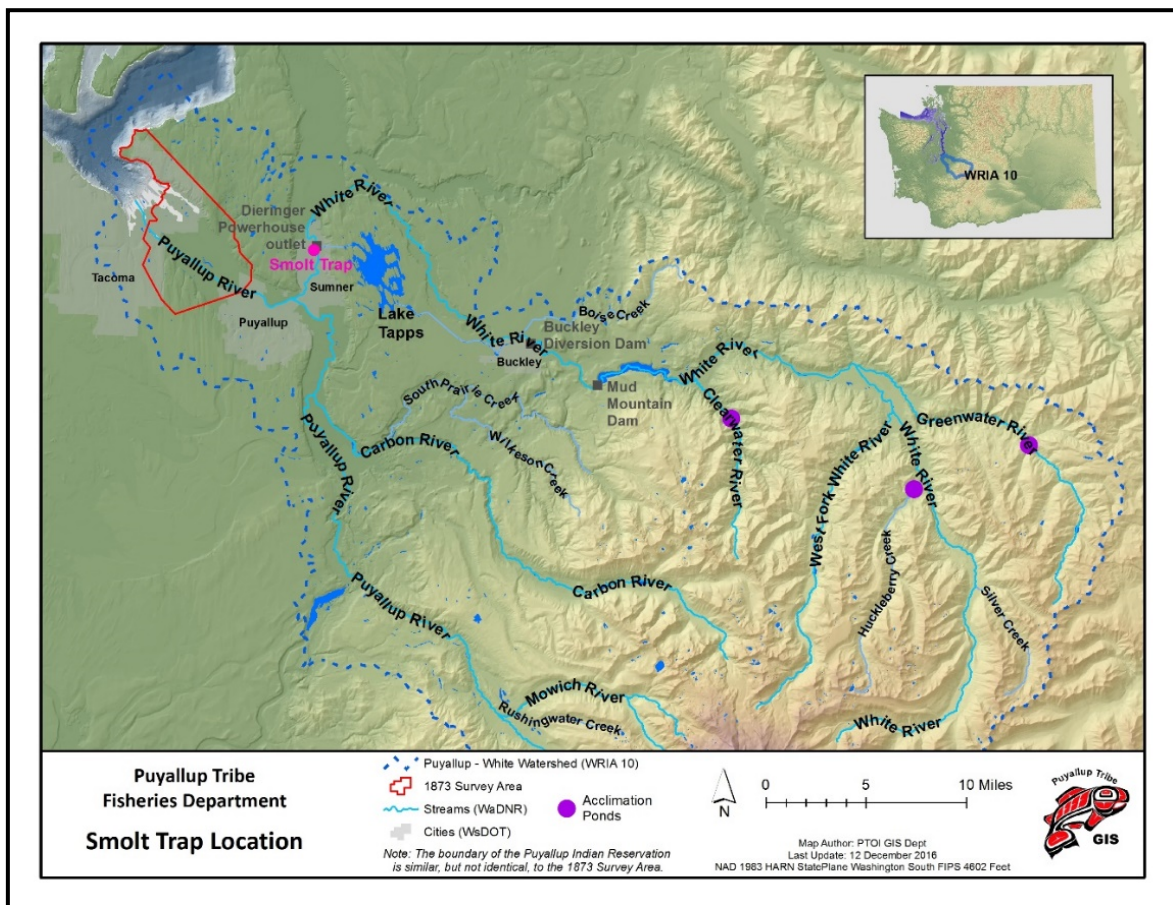 WRIA 10
White River
Dieringer
Powerhouse
outlet
Smolt Trap
Puyallup River
Tacoma
Sumner
Puyallup
Lake
Tapps
White River
Boise Creek
Buckley
Diversion Dam
Buckley
Mud
Mountain
Dam
White River
Clearwater River
South Prairie Creek
Wilkeson Creek
Carbon River
Puyallup River
West Fork White River
White River
Greenwater River
Huckleberry Creek
Silver Creek
Carbon River
Puyallup River
Mowich River
Rushingwater Creek
White River
Puyallup Tribe
Fisheries Department
Smolt Trap Location
Puyallup - White Watershed (WRIA 10)
1873 Survey Area
Streams (WaDNR)
Cities (WsDOT)
Acclimation
Ponds
Note: The boundary of the Puyallup Indian Reservation
is similar, but not identical, to the 1873 Survey Area.
N
0 5 10 Miles
Map Author: PTOI GIS Dept
Last Update: 12 December 2016
NAD 1983 HARN StatePlane Washington South FIPS 4602 Feet
Puyallup Tribe
GIS